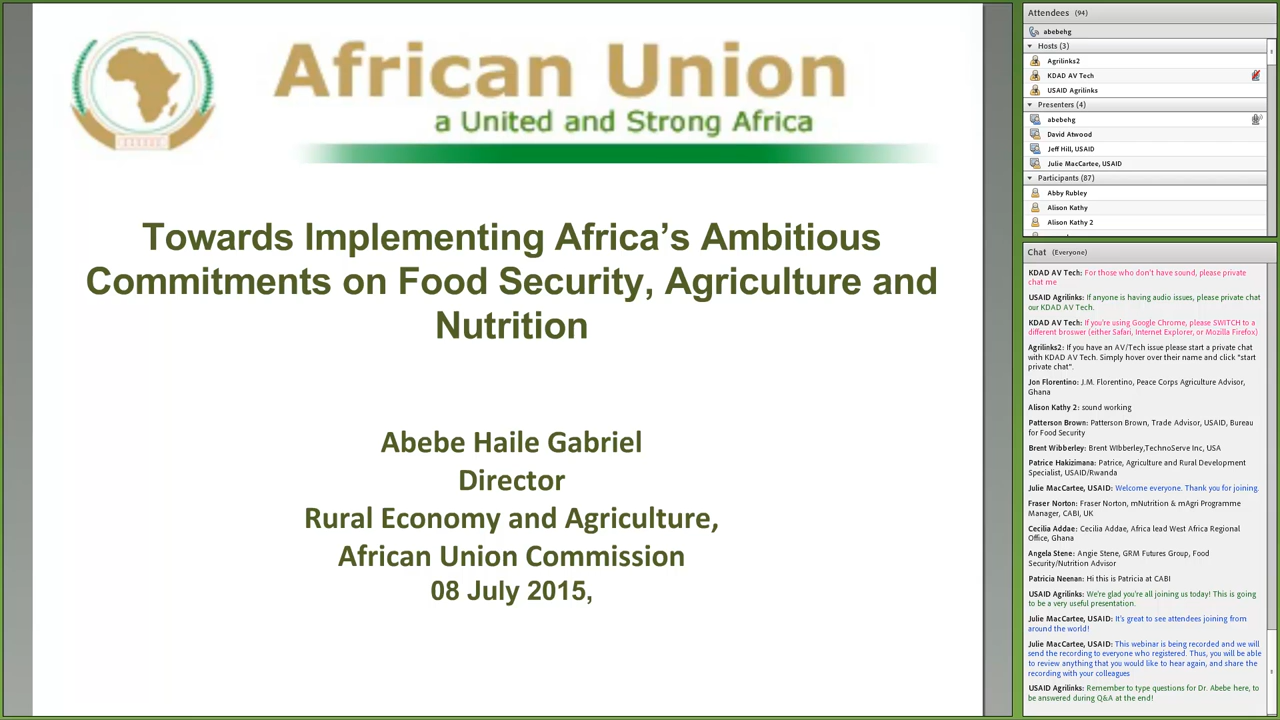 African Union
a United and Strong Africa
Towards Implementing Africa's Ambitious
Commitments on Food Security, Agriculture and
Nutrition
Abebe Haile Gabriel
Director
Rural Economy and Agriculture,
African Union Commission
08 July 2015,
Attendees (94)
abebehg
Hosts (3)
Agrilinks2
KDAD AV Tech
USAID Agrilinks
Presenters (4)
abebehg
David Atwood
Jeff Hill, USAID
Julie MacCartee, USAID
Participants (87)
Abby Rubley
Alison Kathy
Alison Kathy 2
Chat (Everyone)
KDAD AV Tech: For those who don't have sound, please private
chat me
USAID Agrilinks: If anyone is having audio issues, please private chat
our KDAD AV Tech.
KDAD AV Tech: If you're using Google Chrome, please SWITCH to a
different broswer (either Safari, Internet Explorer, or Mozilla Firefox)
Agrilinks2: If you have an AV/Tech issue please start a private chat
with KDAD AV Tech. Simply hover over their name and click "start
private chat".
Jon Florentino: J.M. Florentino, Peace Corps Agriculture Advisor,
Ghana
Alison Kathy 2: sound working
Patterson Brown: Patterson Brown, Trade Advisor, USAID, Bureau
for Food Security
Brent Wibberley: Brent WIbberley,TechnoServe Inc, USA
Patrice Hakizimana: Patrice, Agriculture and Rural Development
Specialist, USAID/Rwanda
Julie MacCartee, USAID: Welcome everyone. Thank you for joining.
Fraser Norton: Fraser Norton, mNutrition & mAgri Programme
Manager, CABI, UK
Cecilia Addae: Cecilia Addae, Africa lead West Africa Regional
Office, Ghana
Angela Stene: Angie Stene, GRM Futures Group, Food
Security/Nutrition Advisor
Patricia Neenan: Hi this is Patricia at CABI
USAID Agrilinks: We're glad you're all joining us today! This is going
to be a very useful presentation.
Julie MacCartee, USAID: It's great to see attendees joining from
around the world!
Julie MacCartee, USAID: This webinar is being recorded and we will
send the recording to everyone who registered. Thus, you will be able
to review anything that you would like to hear again, and share the
recording with your colleagues
USAID Agrilinks: Remember to type questions for Dr. Abebe here, to
be answered during Q&A at the end!